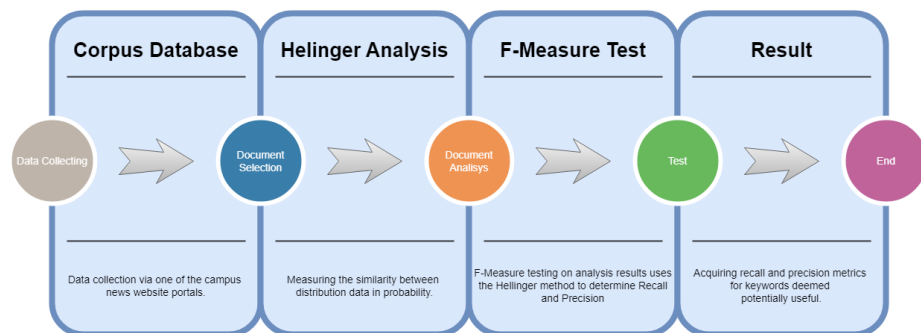 Corpus Database
Helinger Analysis
F-Measure Test
Result
Data Collecting
Document
Selection
Document
Analisys
Test
End
Data collection via one of the campus
news website portals.
Measuring the similarity between
distribution data in probability.
F-Measure testing on analysis results uses
the Hellinger method to determine Recall
and Precision
Acquiring recall and precision metrics
for keywords deemed
potentially useful.